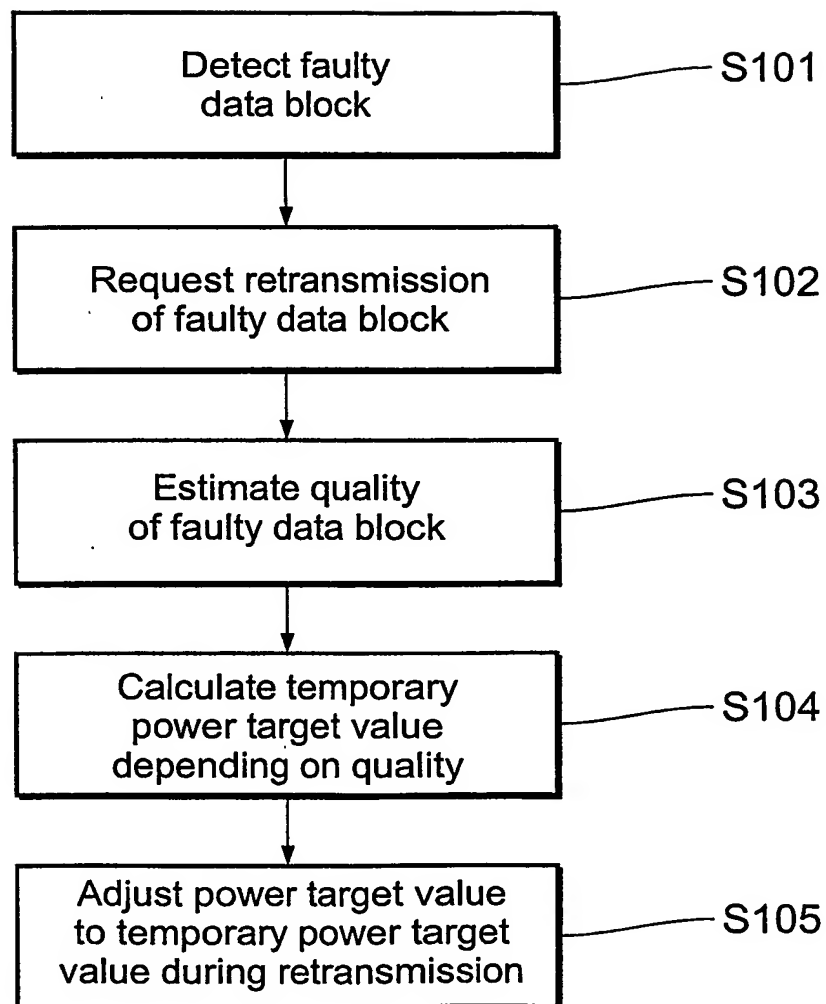 Detect faulty
data block
S101
Request retransmission
of faulty data block
S102
Estimate quality
of faulty data block
S103
Calculate temporary
power target value
depending on quality
S104
Adjust power target value
to temporary power target
value during retransmission
S105